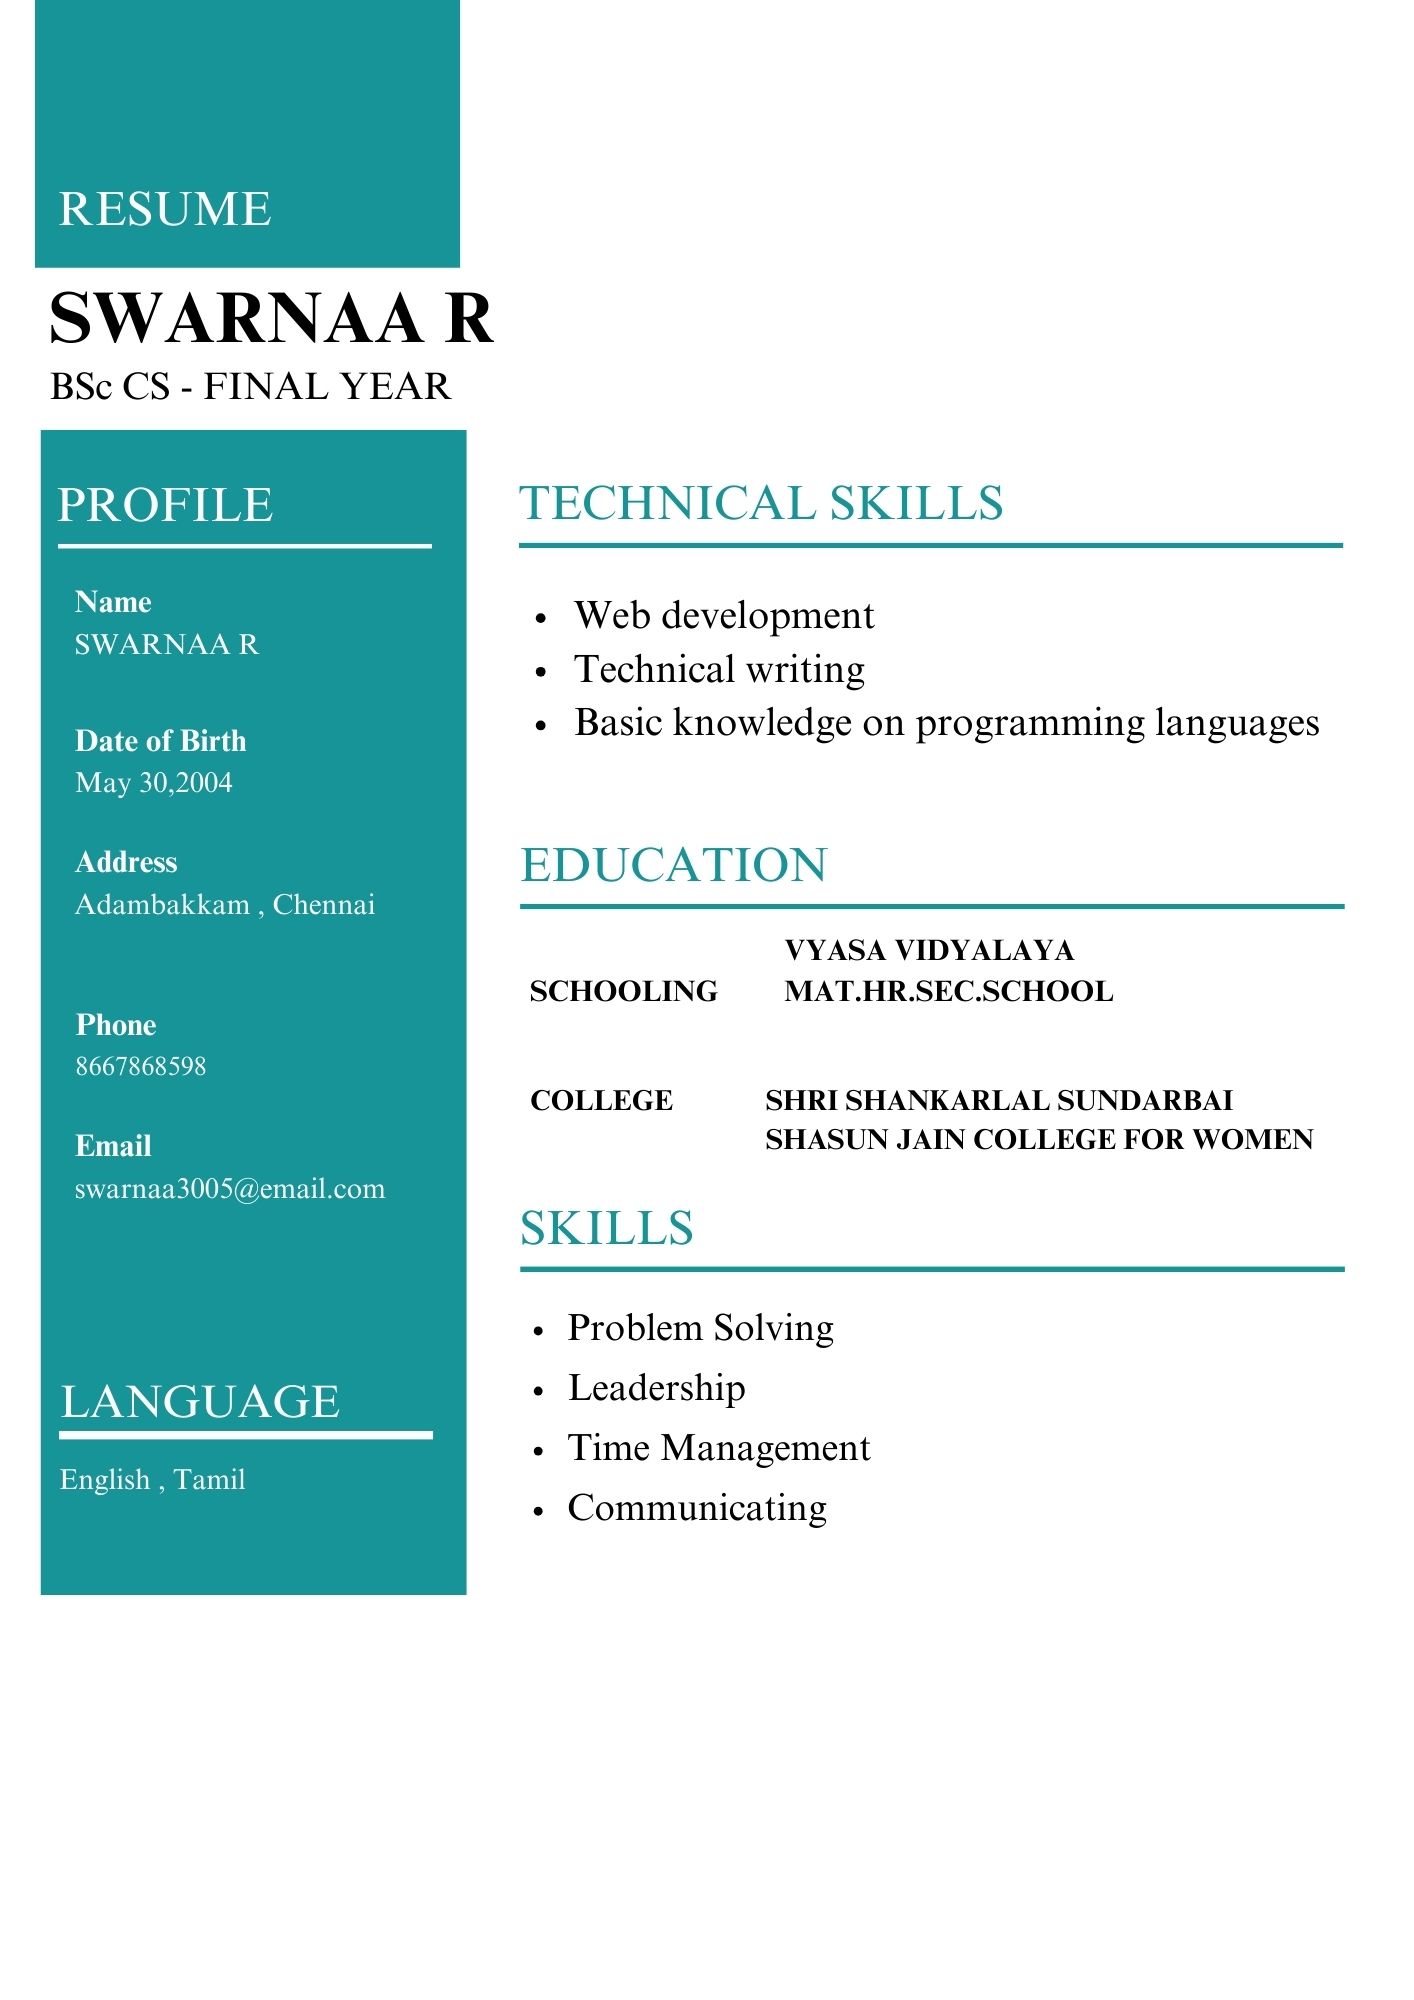 RESUME
SWARNAA R
BSc CS - FINAL YEAR
PROFILE
Name
SWARNAA R
Date of Birth
May 30,2004
Address
Adambakkam , Chennai
Phone
8667868598
Email
swarnaa3005@email.com
LANGUAGE
English , Tamil
TECHNICAL SKILLS
• Web development
• Technical writing
• Basic knowledge on programming languages
EDUCATION
VYASA VIDYALAYA
SCHOOLING MAT.HR.SEC.SCHOOL
COLLEGE SHRI SHANKARLAL SUNDARBAI
SHASUN JAIN COLLEGE FOR WOMEN
SKILLS
• Problem Solving
• Leadership
• Time Management
• Communicating